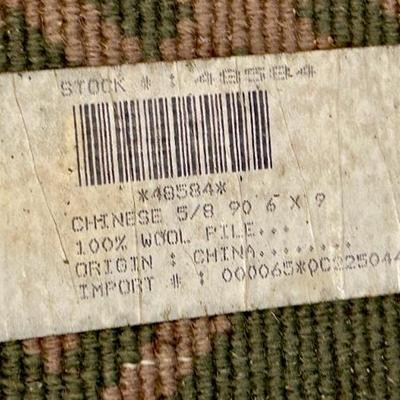 STOCK # : 48584
*48584*
CHINESE 5/8 90 6 X 9
100% WOOL PILE...
ORIGIN : CHINA........
IMPORT # : 000065*0C225044